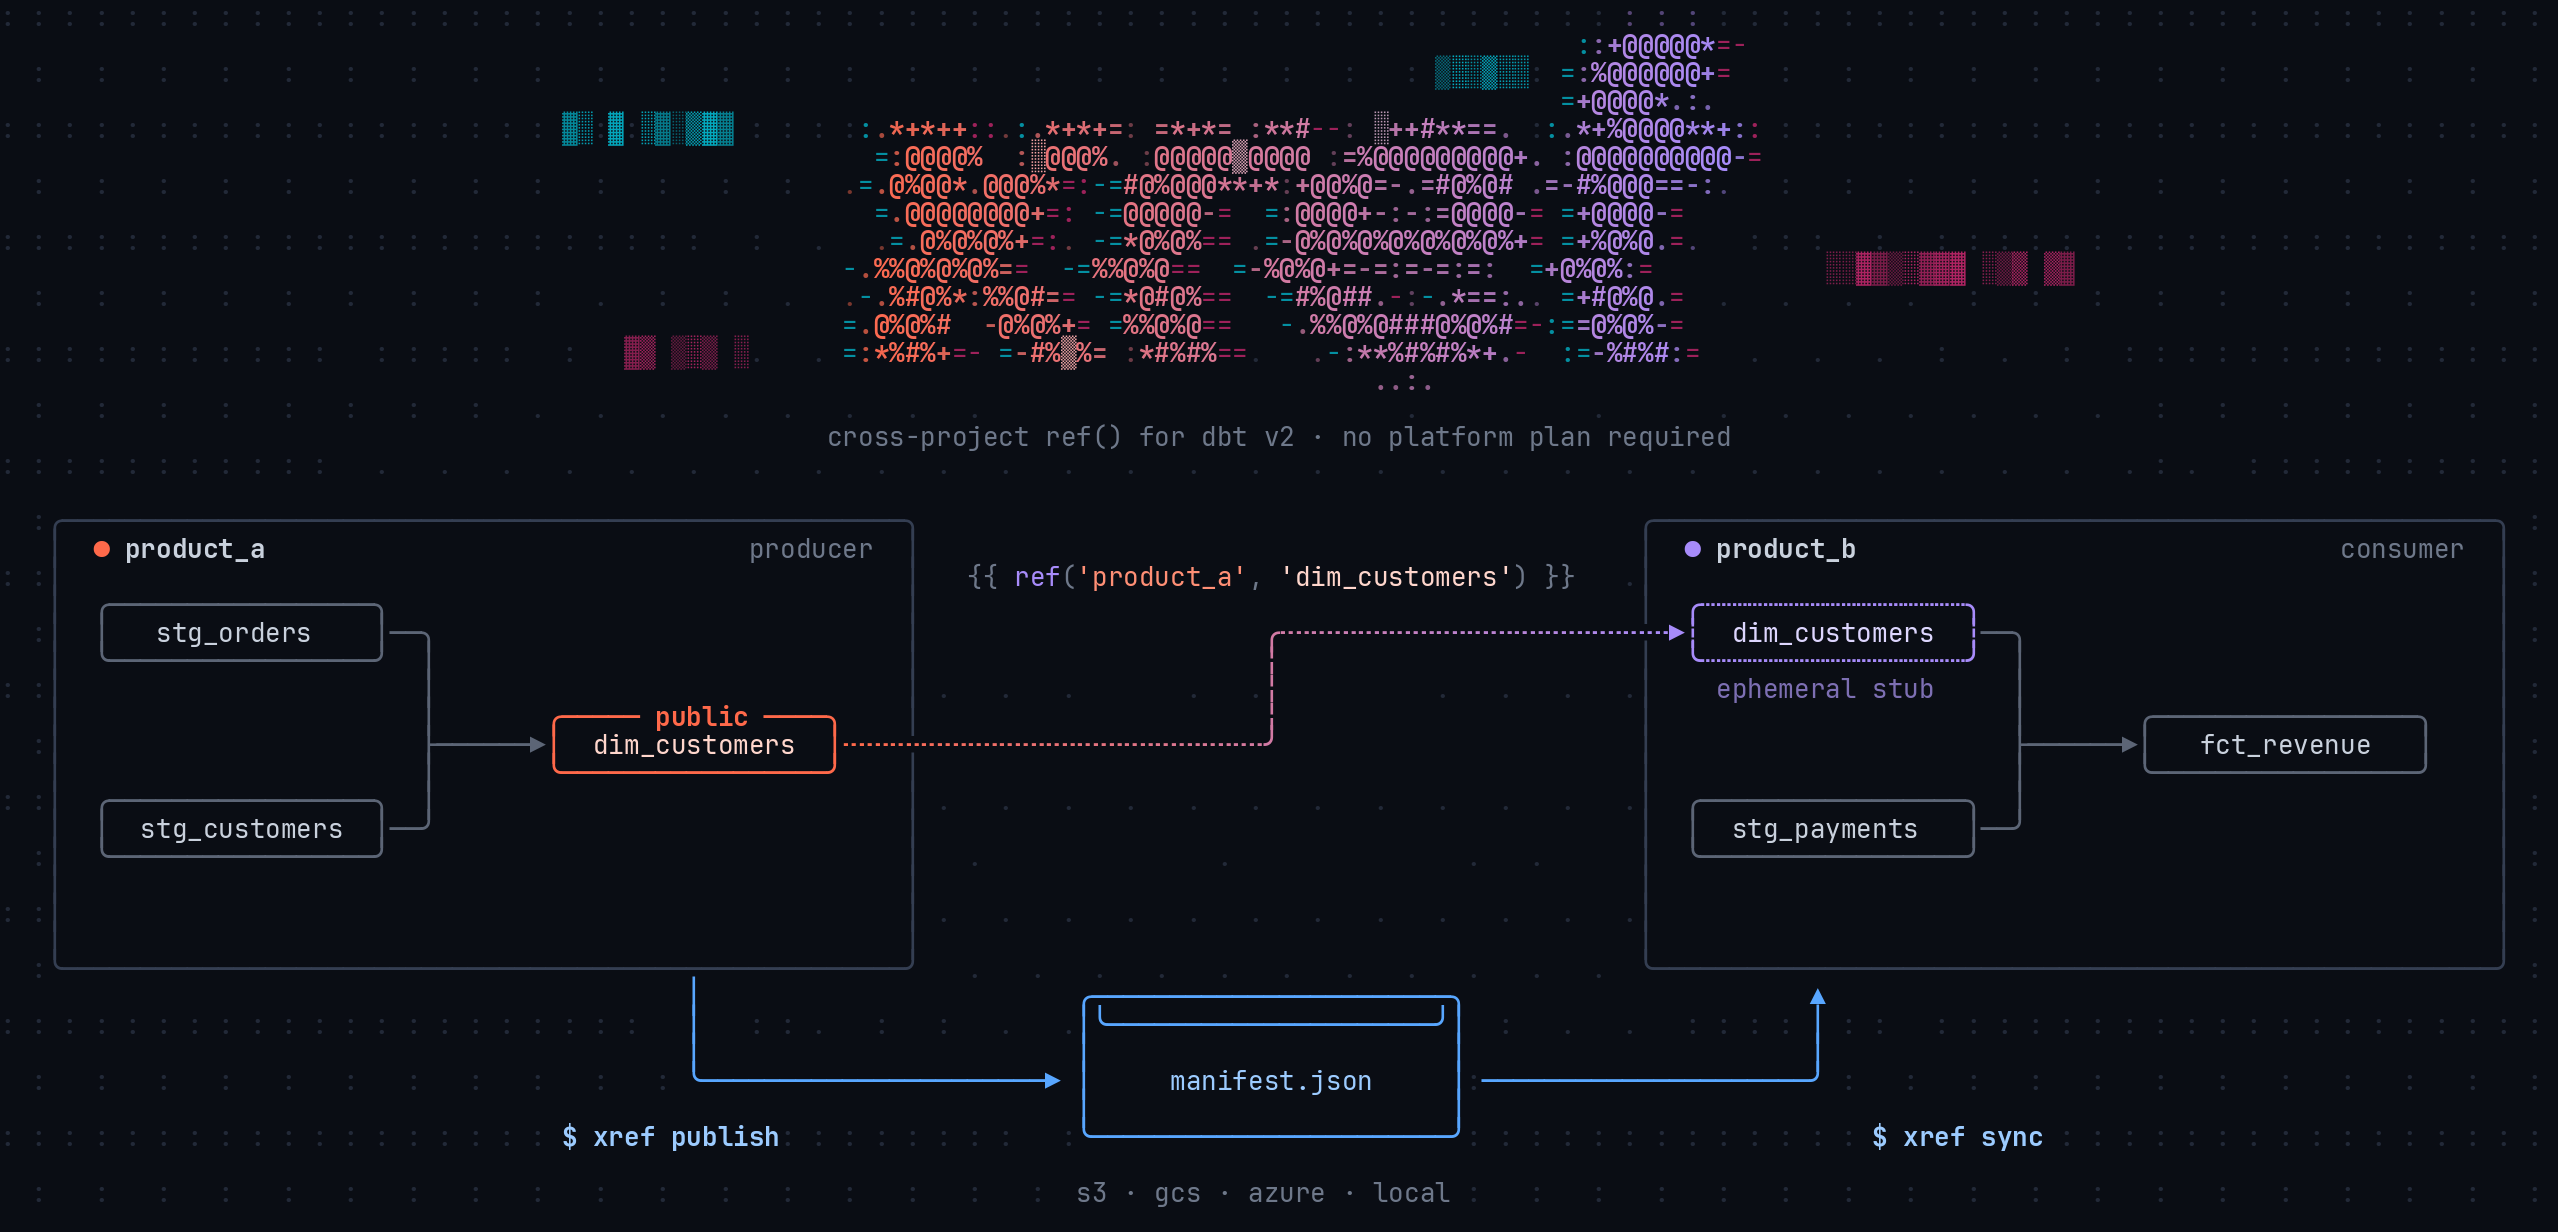 xref
cross-project ref() for dbt v2 · no platform plan required
product_a
producer
{{ ref('product_a', 'dim_customers') }}
product_b
consumer
stg_orders
dim_customers
ephemeral stub
public
dim_customers
fct_revenue
stg_customers
stg_payments
manifest.json
$ xref publish
$ xref sync
s3 · gcs · azure · local